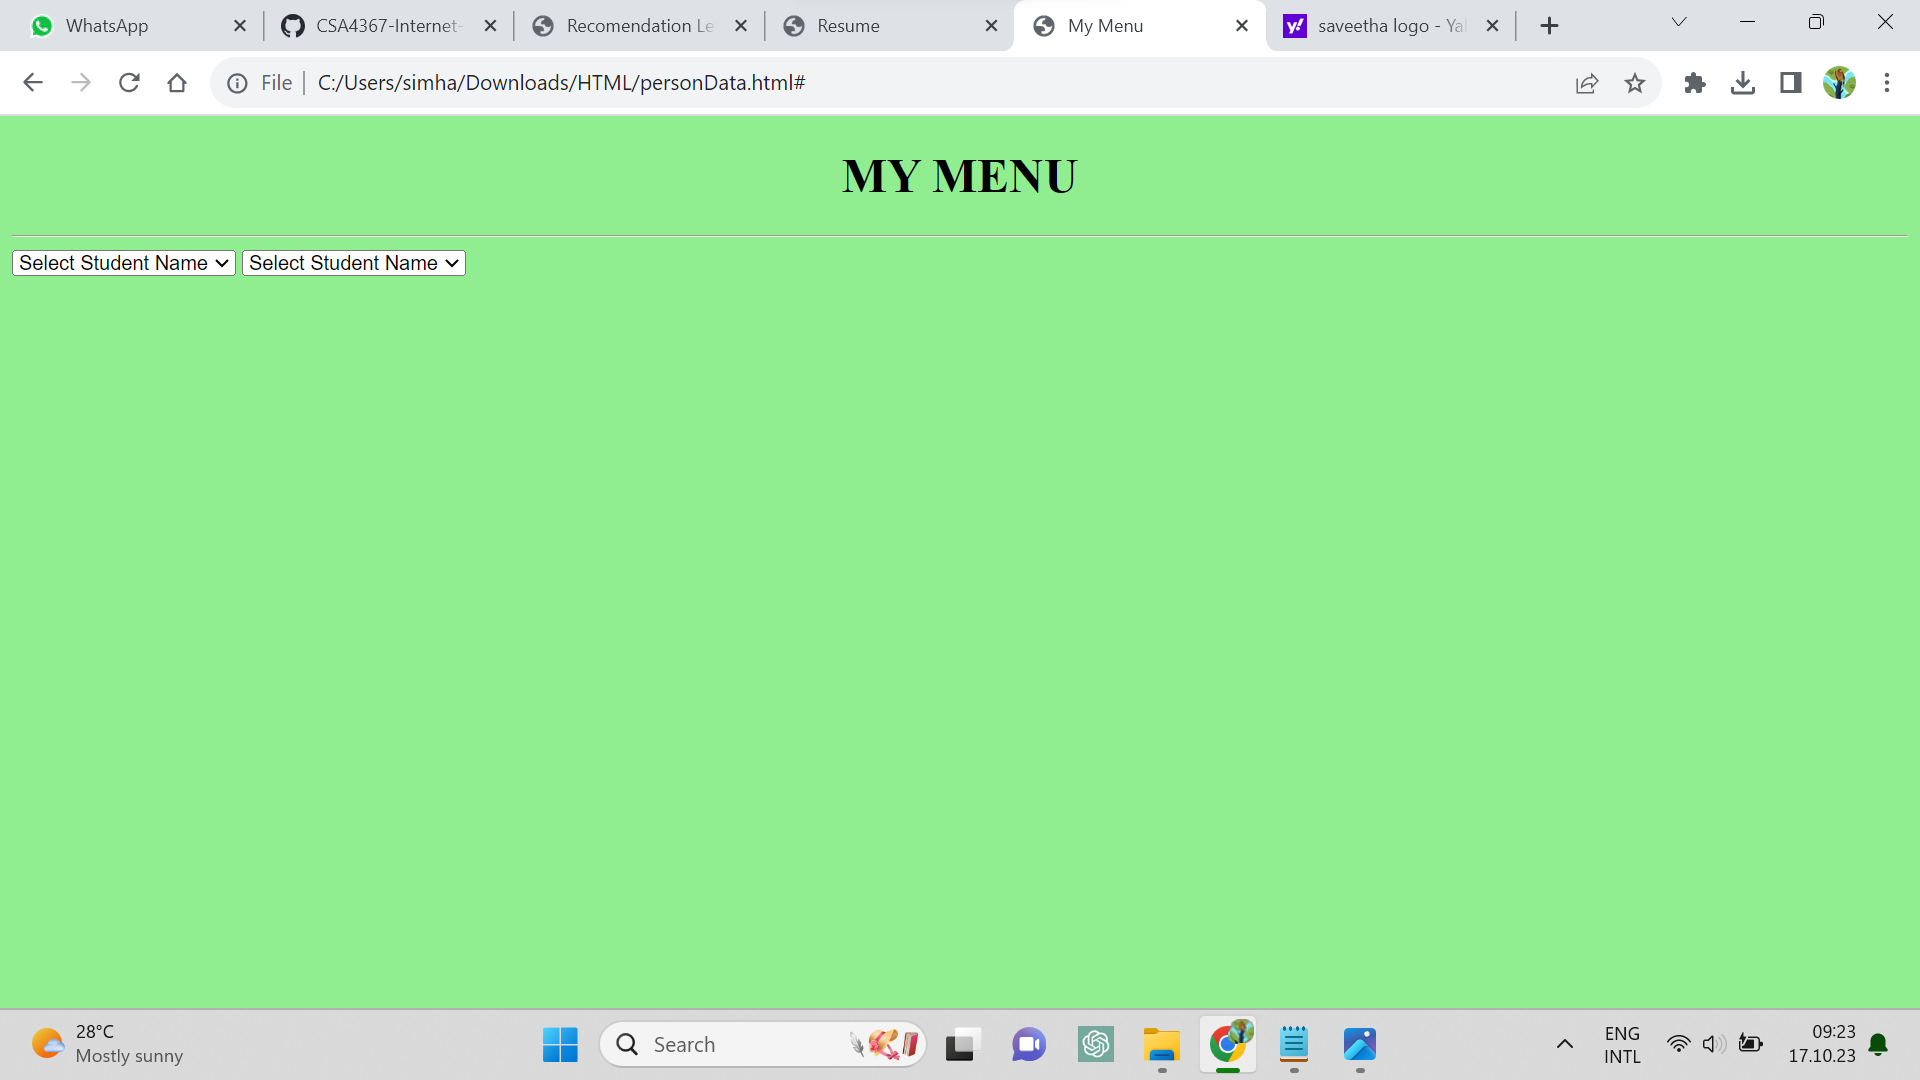 WhatsApp
CSA4367-Internet-
Recomendation Le
Resume
My Menu
saveetha logo - Ya
File
C:/Users/simha/Downloads/HTML/personData.html#
MY MENU
Select Student Name Select Student Name
28°C
Mostly sunny
Search
ENG
INTL
09:23
17.10.23